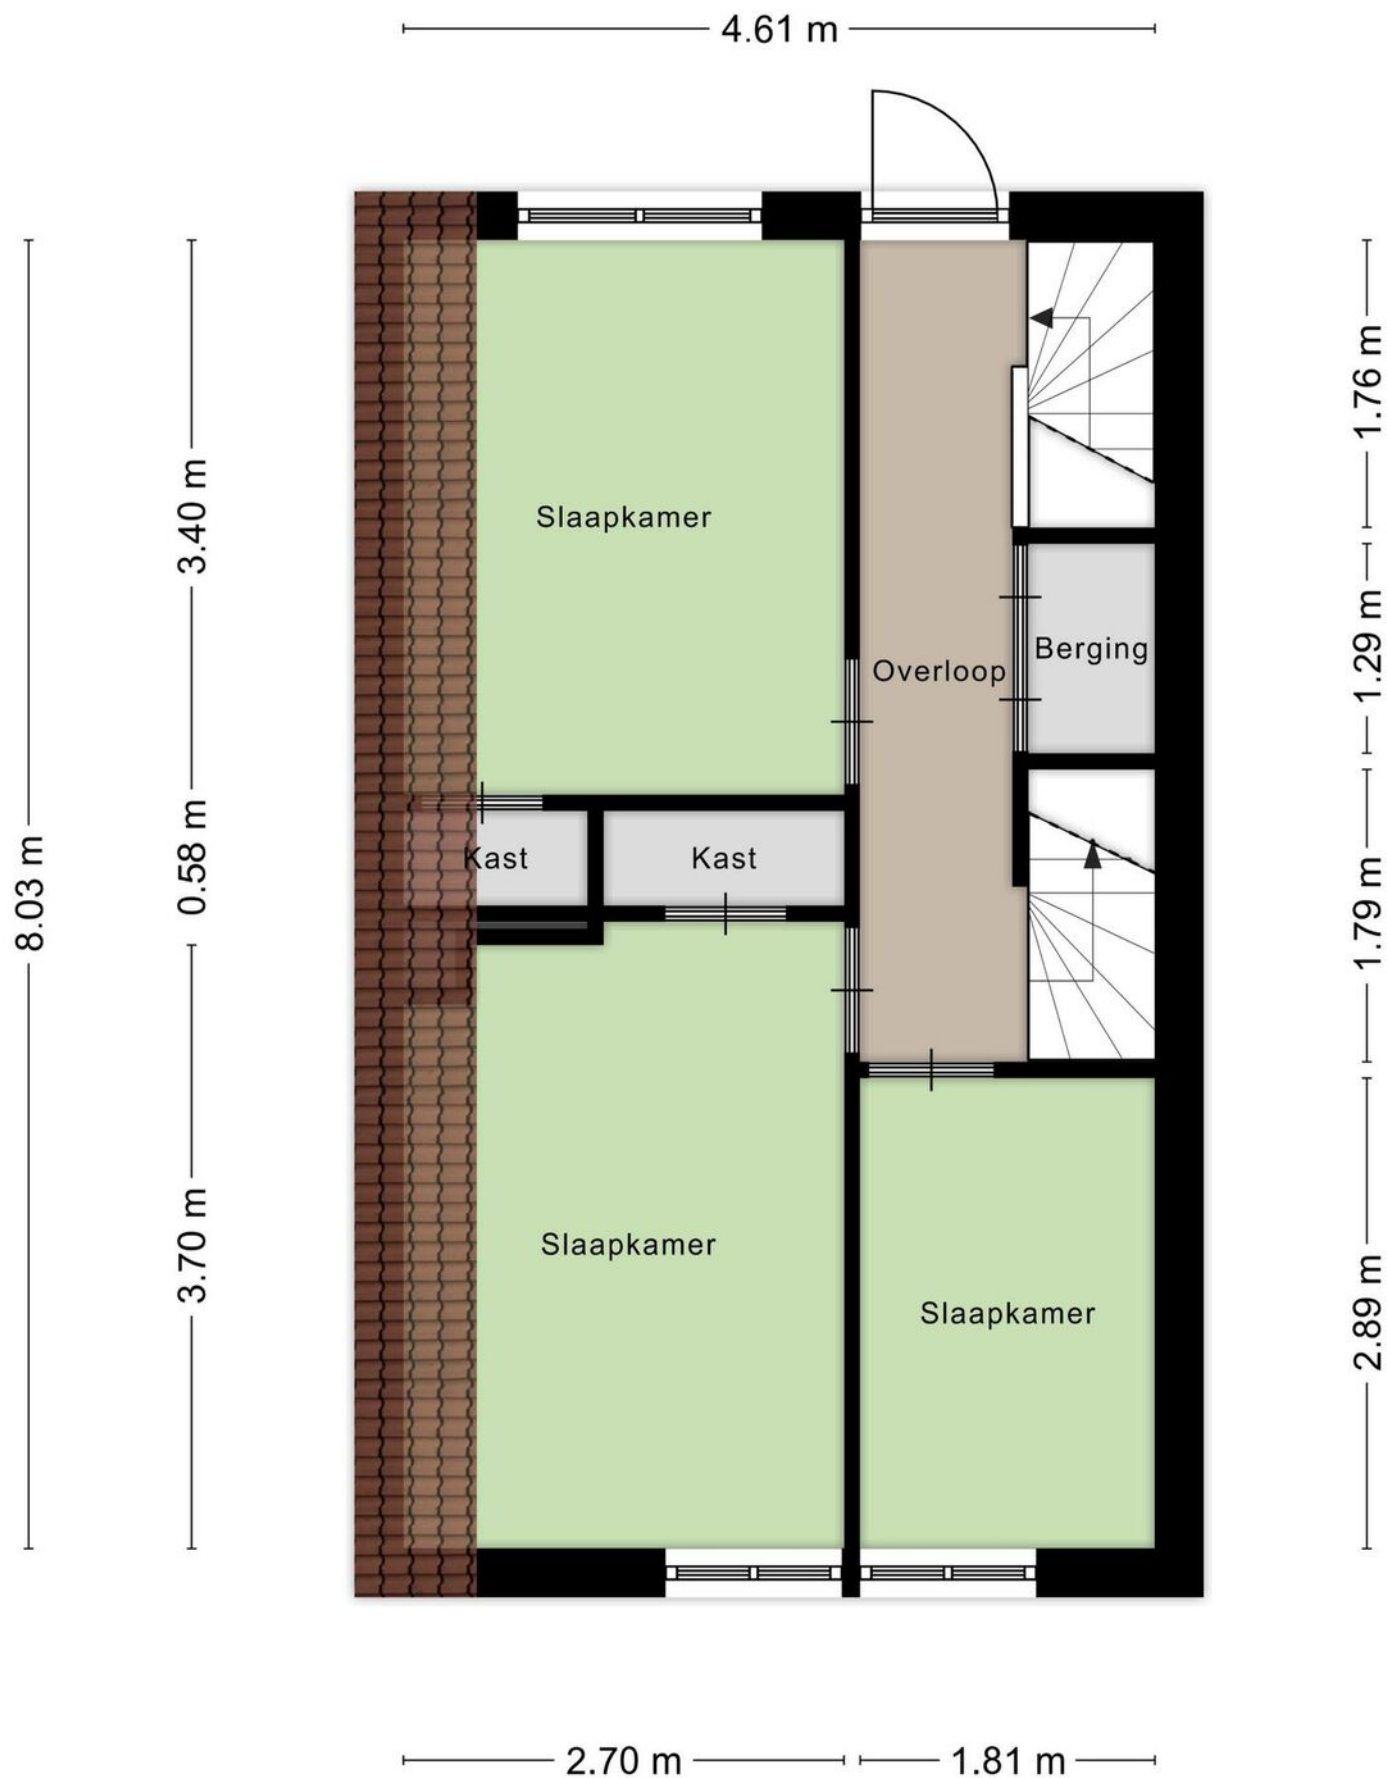 4.61 m
1.76 m
3.40 m
Slaapkamer
1.29 m
Berging
Overloop
8.03 m
0.58 m
Kast
Kast
1.79 m
3.70 m
Slaapkamer
Slaapkamer
2.89 m
2.70 m
1.81 m